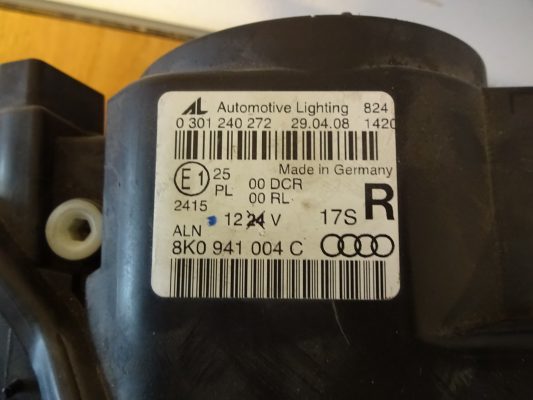 AL Automotive Lighting 824
0 301 240 272 29.04.08 1420
Made in Germany
E1 25 00 DCR
PL 00 RL
2415
12 24 V 17S R
ALN
8K0 941 004 C